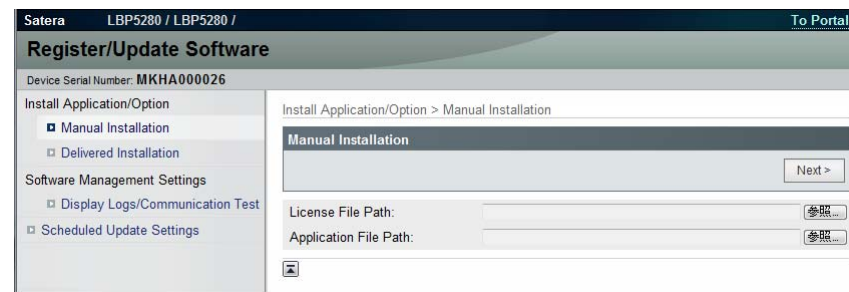 Satera LBP5280 / LBP5280 / To Portal
Register/Update Software
Device Serial Number: MKHA000026
Install Application/Option
Manual Installation
Delivered Installation
Software Management Settings
Display Logs/Communication Test
Scheduled Update Settings
Install Application/Option > Manual Installation
Manual Installation
Next >
License File Path: 参照...
Application File Path: 参照...